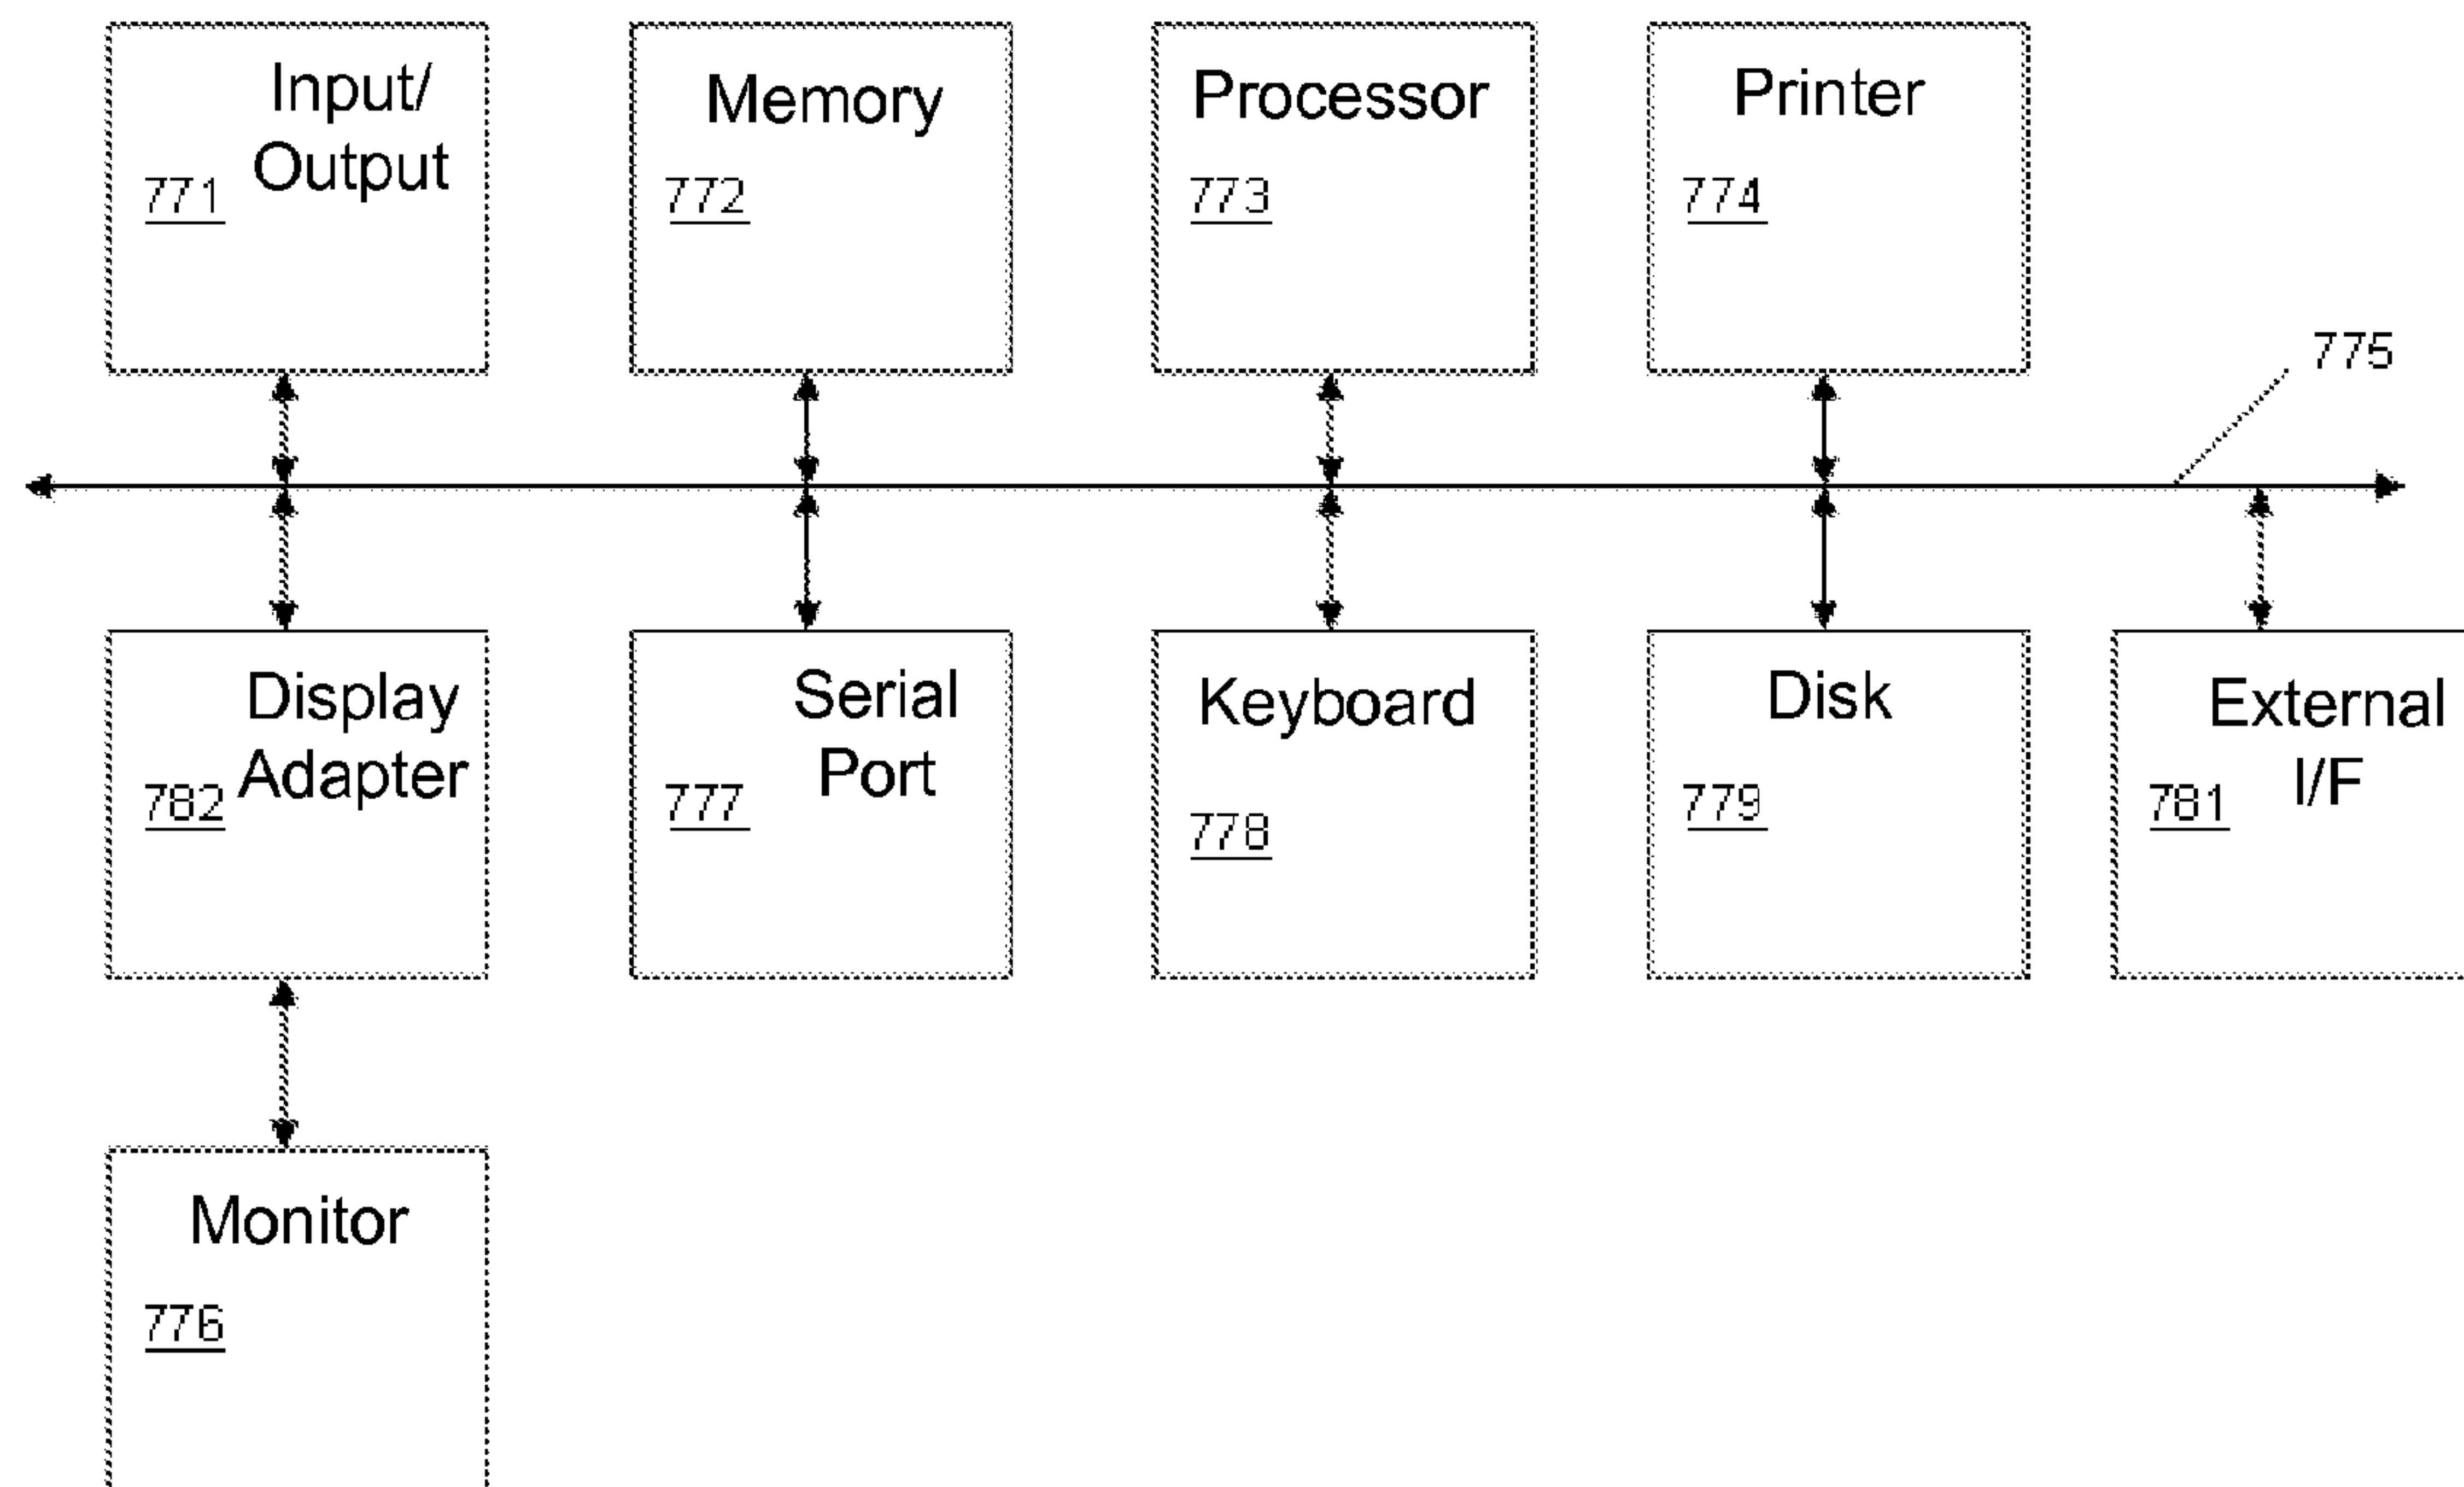 Input/
Output
771
Memory
772
Processor
773
Printer
774
775
Display
Adapter
782
Serial
Port
777
Keyboard
778
Disk
779
External
I/F
781
Monitor
776